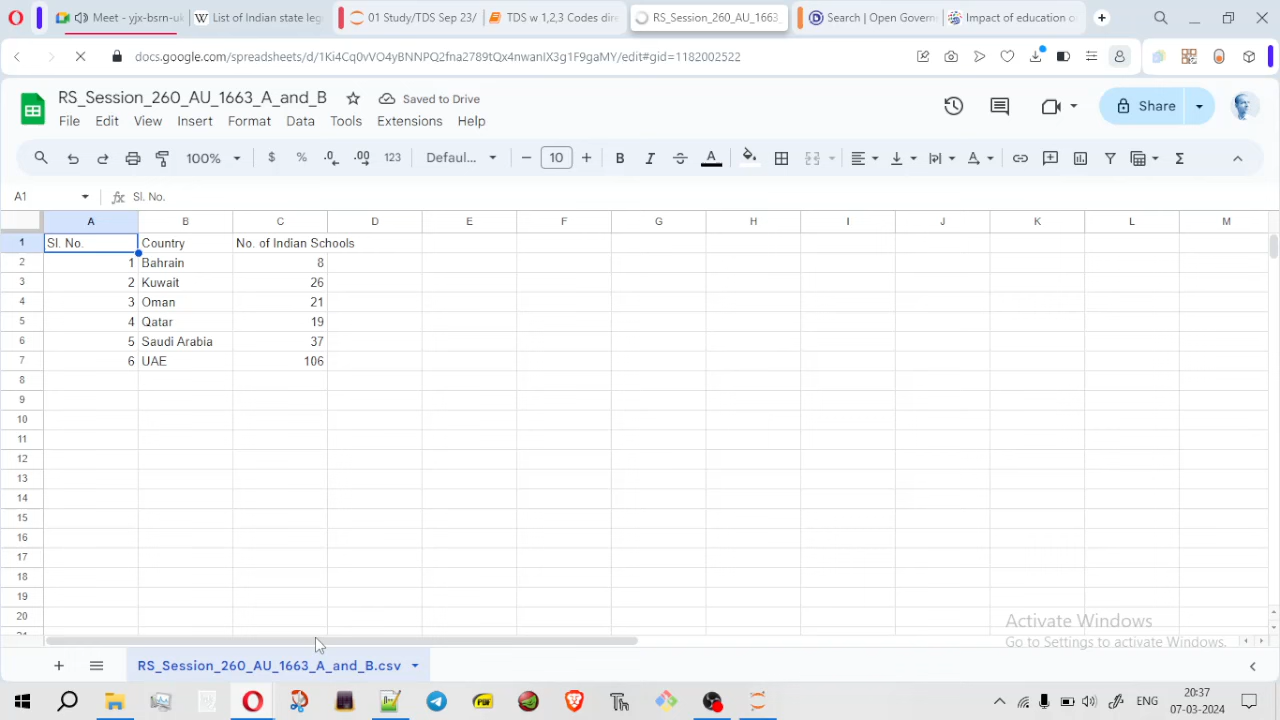 Meet - yjx-bsrn-uk
List of Indian state leg
01 Study/TDS Sep 23/
TDS w 1,2,3 Codes dire
RS_Session_260_AU_1663_
Search | Open Govern
Impact of education o
docs.google.com/spreadsheets/d/1Ki4Cq0vVO4yBNNPQ2fna2789tQx4nwanIX3g1F9gaMY/edit#gid=1182002522
RS_Session_260_AU_1663_A_and_B
Saved to Drive
File Edit View Insert Format Data Tools Extensions Help
Share
100% $ % .0 .00 123 Defaul... − 10 + B I A Σ
A1 fx Sl. No.
A B C D E F G H I J K L M
1 Sl. No. Country No. of Indian Schools
2 1 Bahrain 8
3 2 Kuwait 26
4 3 Oman 21
5 4 Qatar 19
6 5 Saudi Arabia 37
7 6 UAE 106
8
9
10
11
12
13
14
15
16
17
18
19
20
Activate Windows
Go to Settings to activate Windows.
RS_Session_260_AU_1663_A_and_B.csv
ENG
20:37
07-03-2024